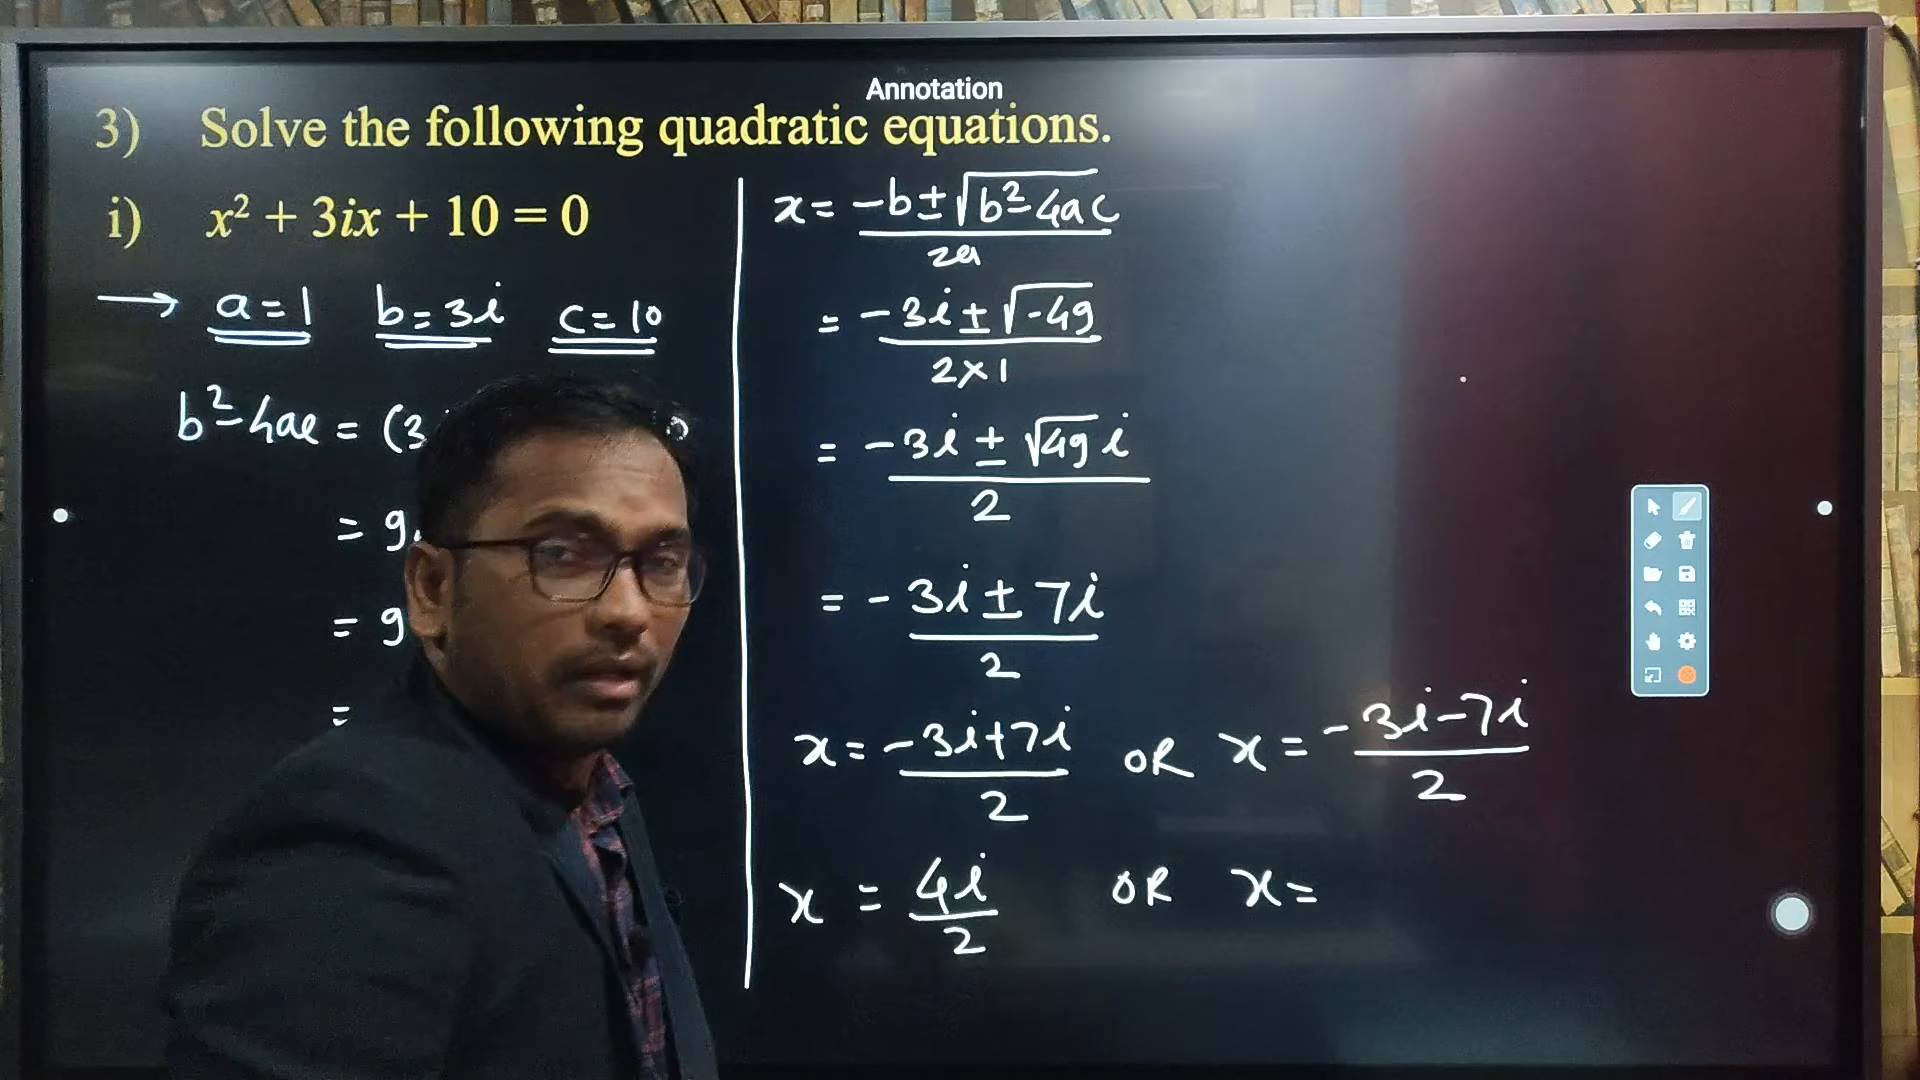 Annotation
3) Solve the following quadratic equations.
i) x² + 3ix + 10 = 0
→ a=1 b=3i c=10
b²-4ac = (3
= 9
= 9
=
x = -b±√b²-4ac / 2a
= -3i±√-49 / 2×1
= -3i ± √49 i / 2
= -3i ± 7i / 2
x = -3i+7i / 2 OR x = -3i-7i / 2
x = 4i / 2 OR x =